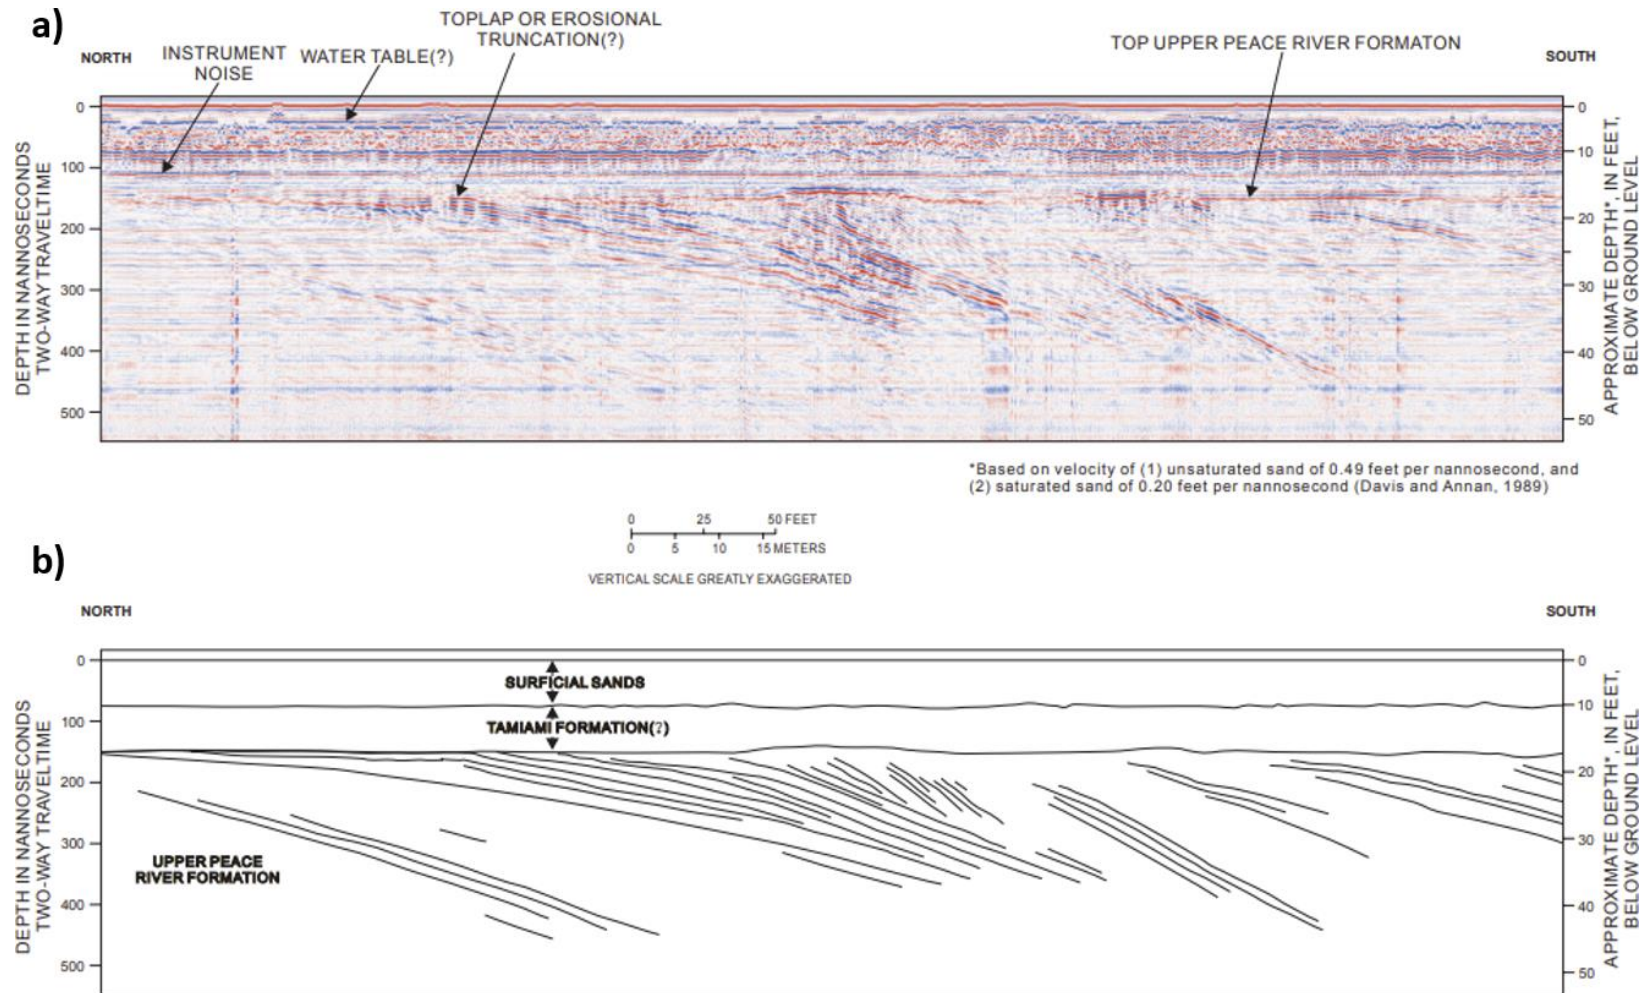 a)
TOPLAP OR EROSIONAL
TRUNCATION(?)
NORTH
INSTRUMENT
NOISE
WATER TABLE(?)
TOP UPPER PEACE RIVER FORMATON
SOUTH
DEPTH IN NANNOSECONDS
TWO-WAY TRAVELTIME
0
100
200
300
400
500
0
10
20
30
40
50
APPROXIMATE DEPTH*, IN FEET,
BELOW GROUND LEVEL
*Based on velocity of (1) unsaturated sand of 0.49 feet per nannosecond, and
(2) saturated sand of 0.20 feet per nannosecond (Davis and Annan, 1989)
0 25 50 FEET
0 5 10 15 METERS
VERTICAL SCALE GREATLY EXAGGERATED
b)
NORTH
SOUTH
DEPTH IN NANNOSECONDS
TWO-WAY TRAVELTIME
0
100
200
300
400
500
SURFICIAL SANDS
TAMIAMI FORMATION(?)
UPPER PEACE
RIVER FORMATION
0
10
20
30
40
50
APPROXIMATE DEPTH*, IN FEET,
BELOW GROUND LEVEL